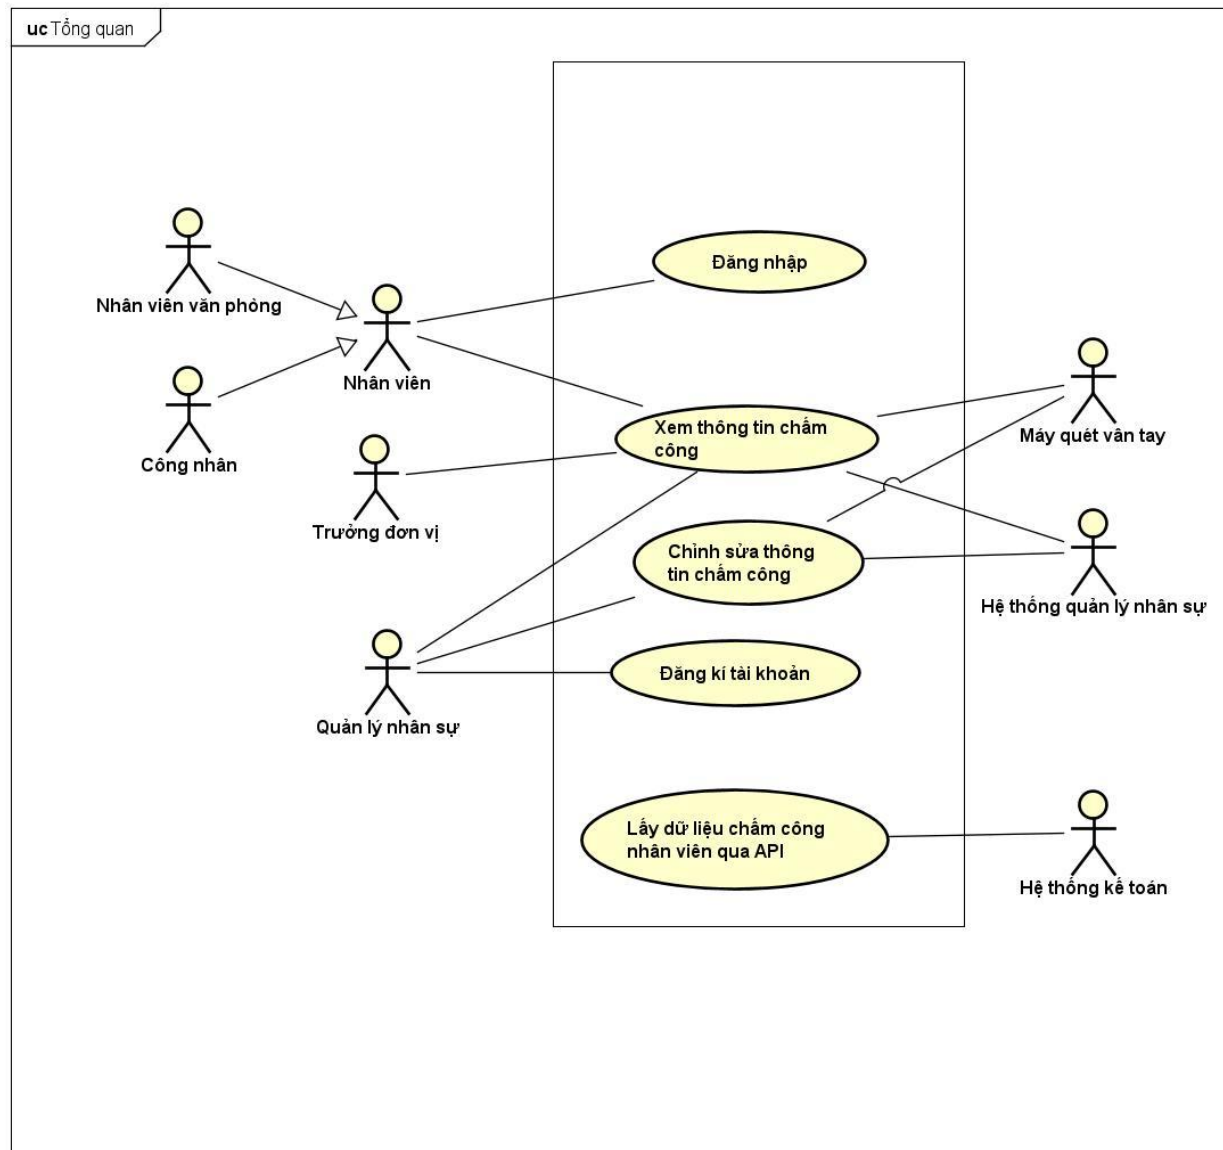 uc Tổng quan
Đăng nhập
Nhân viên văn phòng
Nhân viên
Máy quét vân tay
Xem thông tin chấm
công
Công nhân
Trưởng đơn vị
Chỉnh sửa thông
tin chấm công
Hệ thống quản lý nhân sự
Đăng kí tài khoản
Quản lý nhân sự
Lấy dữ liệu chấm công
nhân viên qua API
Hệ thống kế toán